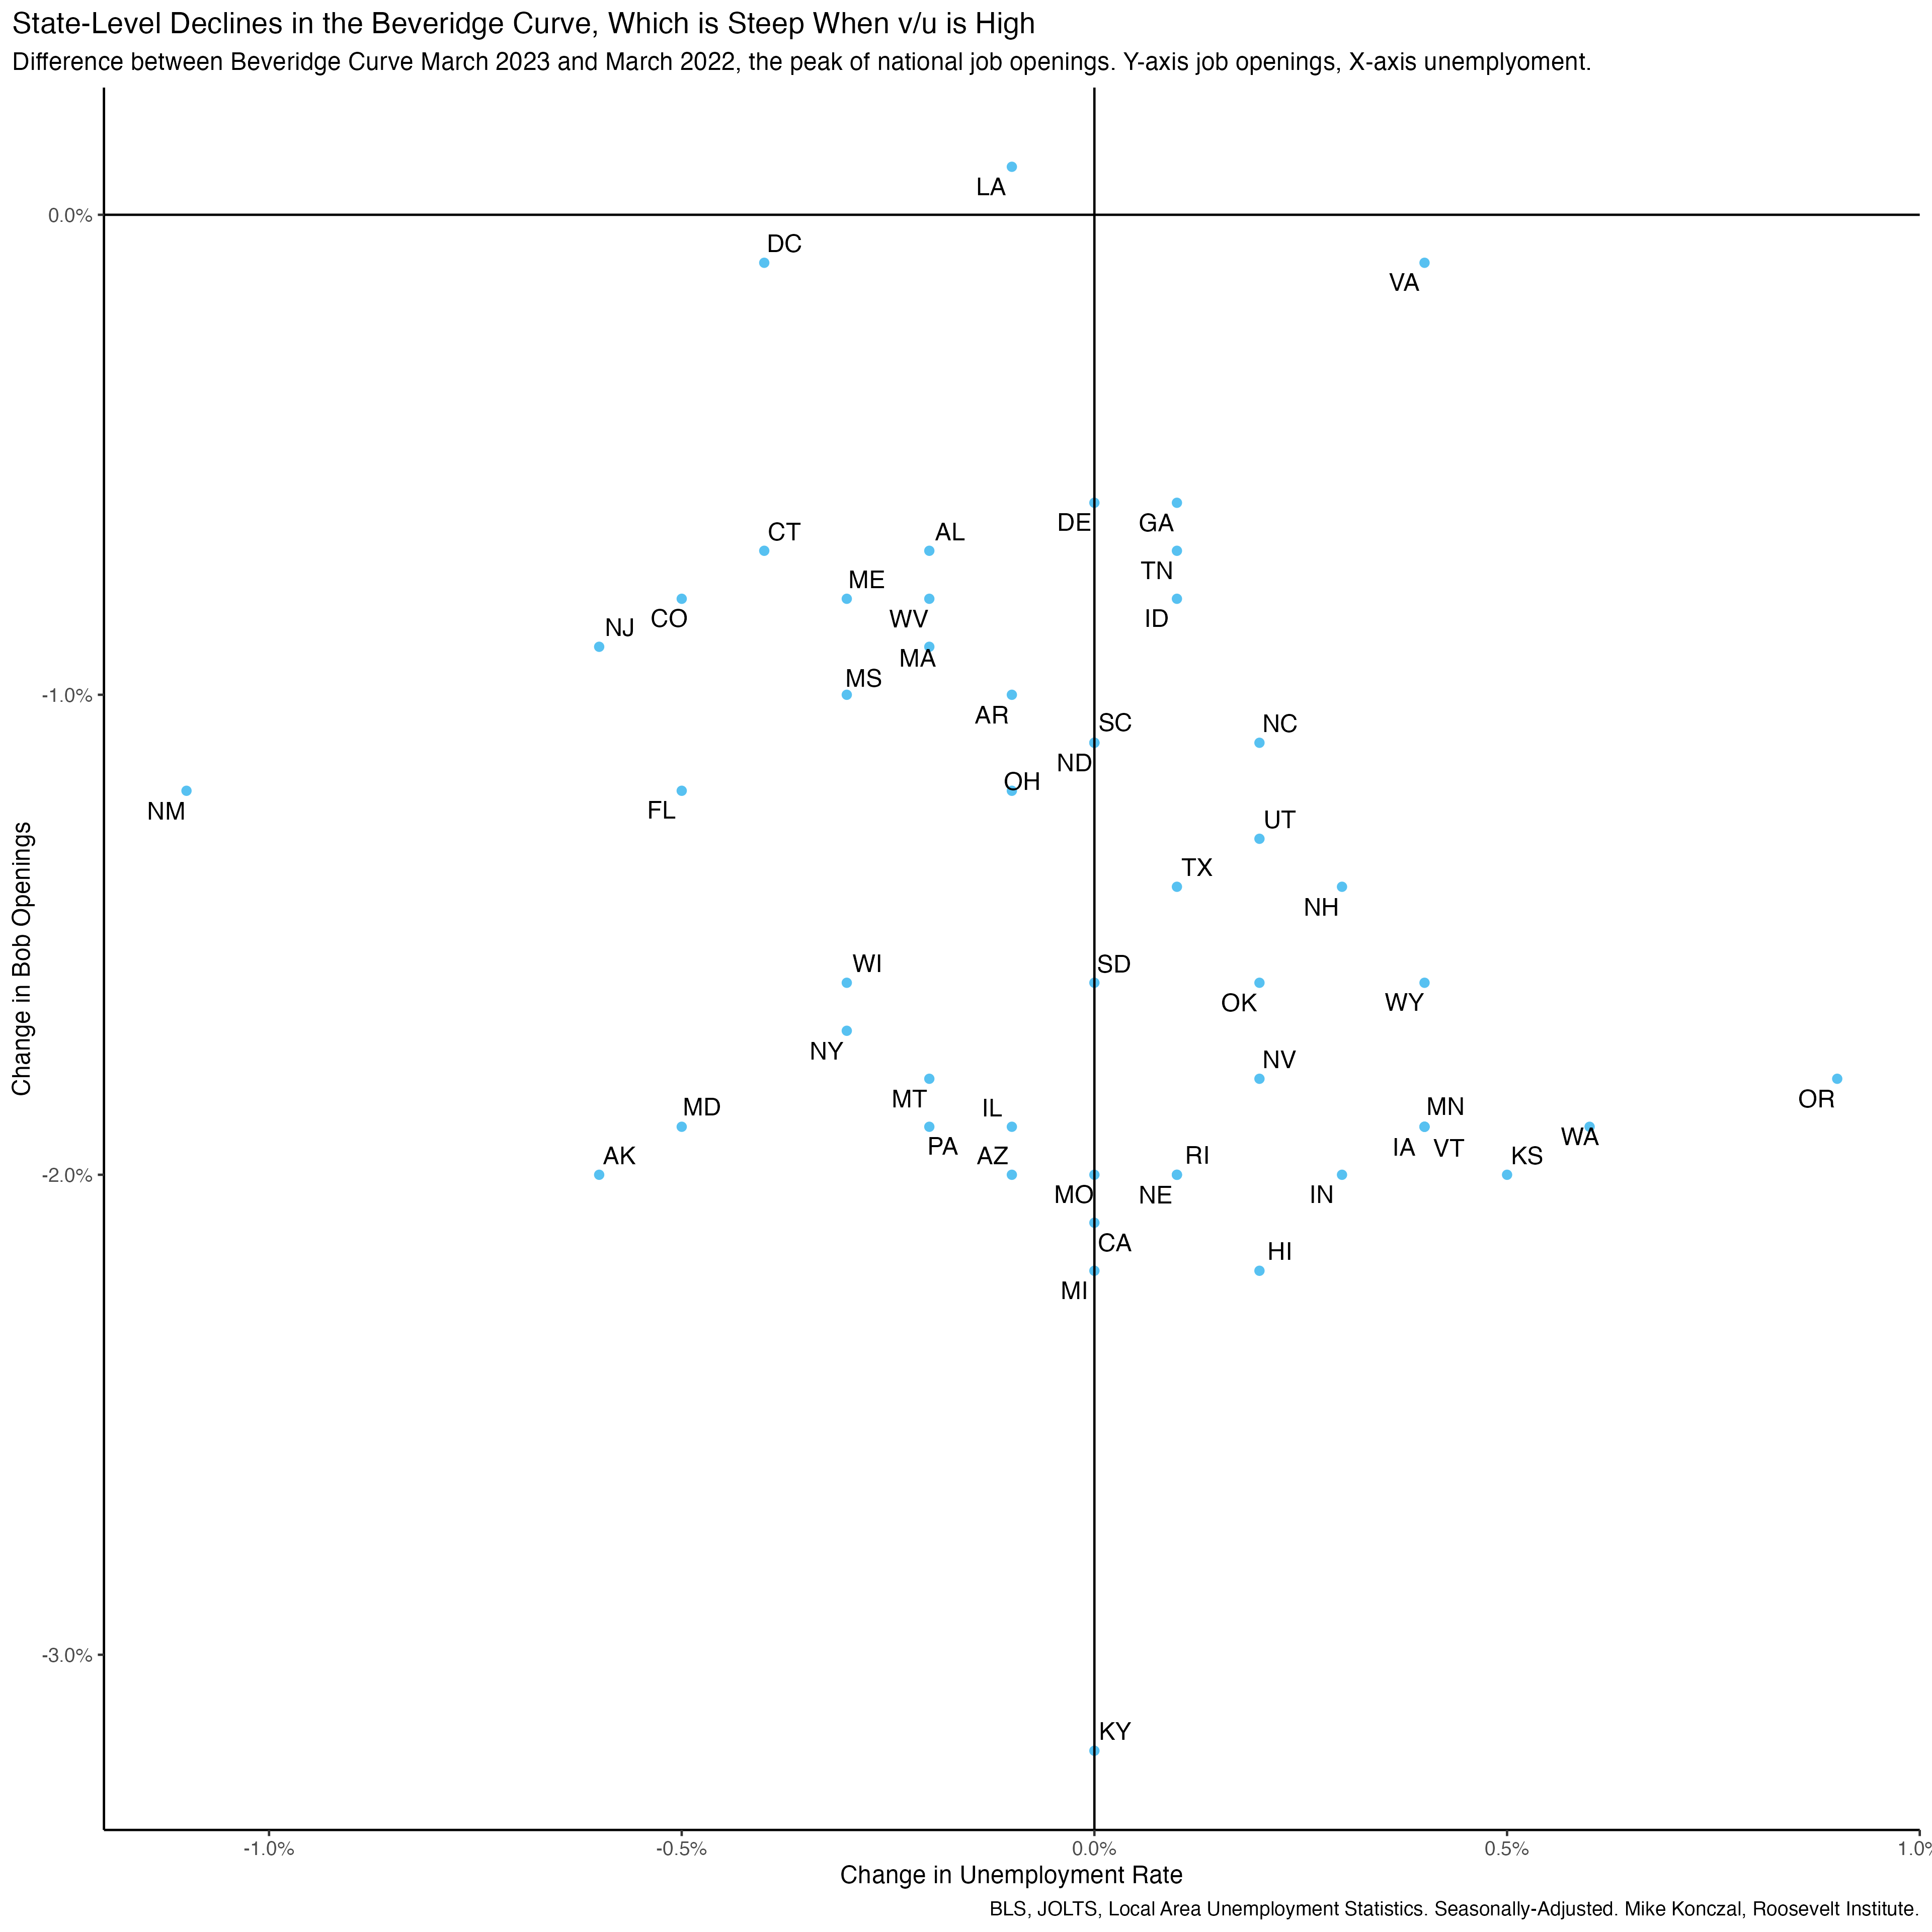 State-Level Declines in the Beveridge Curve, Which is Steep When v/u is High
Difference between Beveridge Curve March 2023 and March 2022, the peak of national job openings. Y-axis job openings, X-axis unemplyoment.
LA
0.0%
DC
VA
DE
GA
CT
AL
TN
ME
CO
WV
ID
NJ
MA
MS
-1.0%
AR
SC
NC
ND
OH
NM
FL
UT
TX
NH
WI
SD
OK
WY
NY
NV
MT
OR
MD
IL
MN
PA
IA
VT
WA
AK
AZ
RI
KS
-2.0%
MO
NE
IN
CA
HI
MI
-3.0%
KY
Change in Bob Openings
-1.0%
-0.5%
0.0%
0.5%
1.0%
Change in Unemployment Rate
BLS, JOLTS, Local Area Unemployment Statistics. Seasonally-Adjusted. Mike Konczal, Roosevelt Institute.